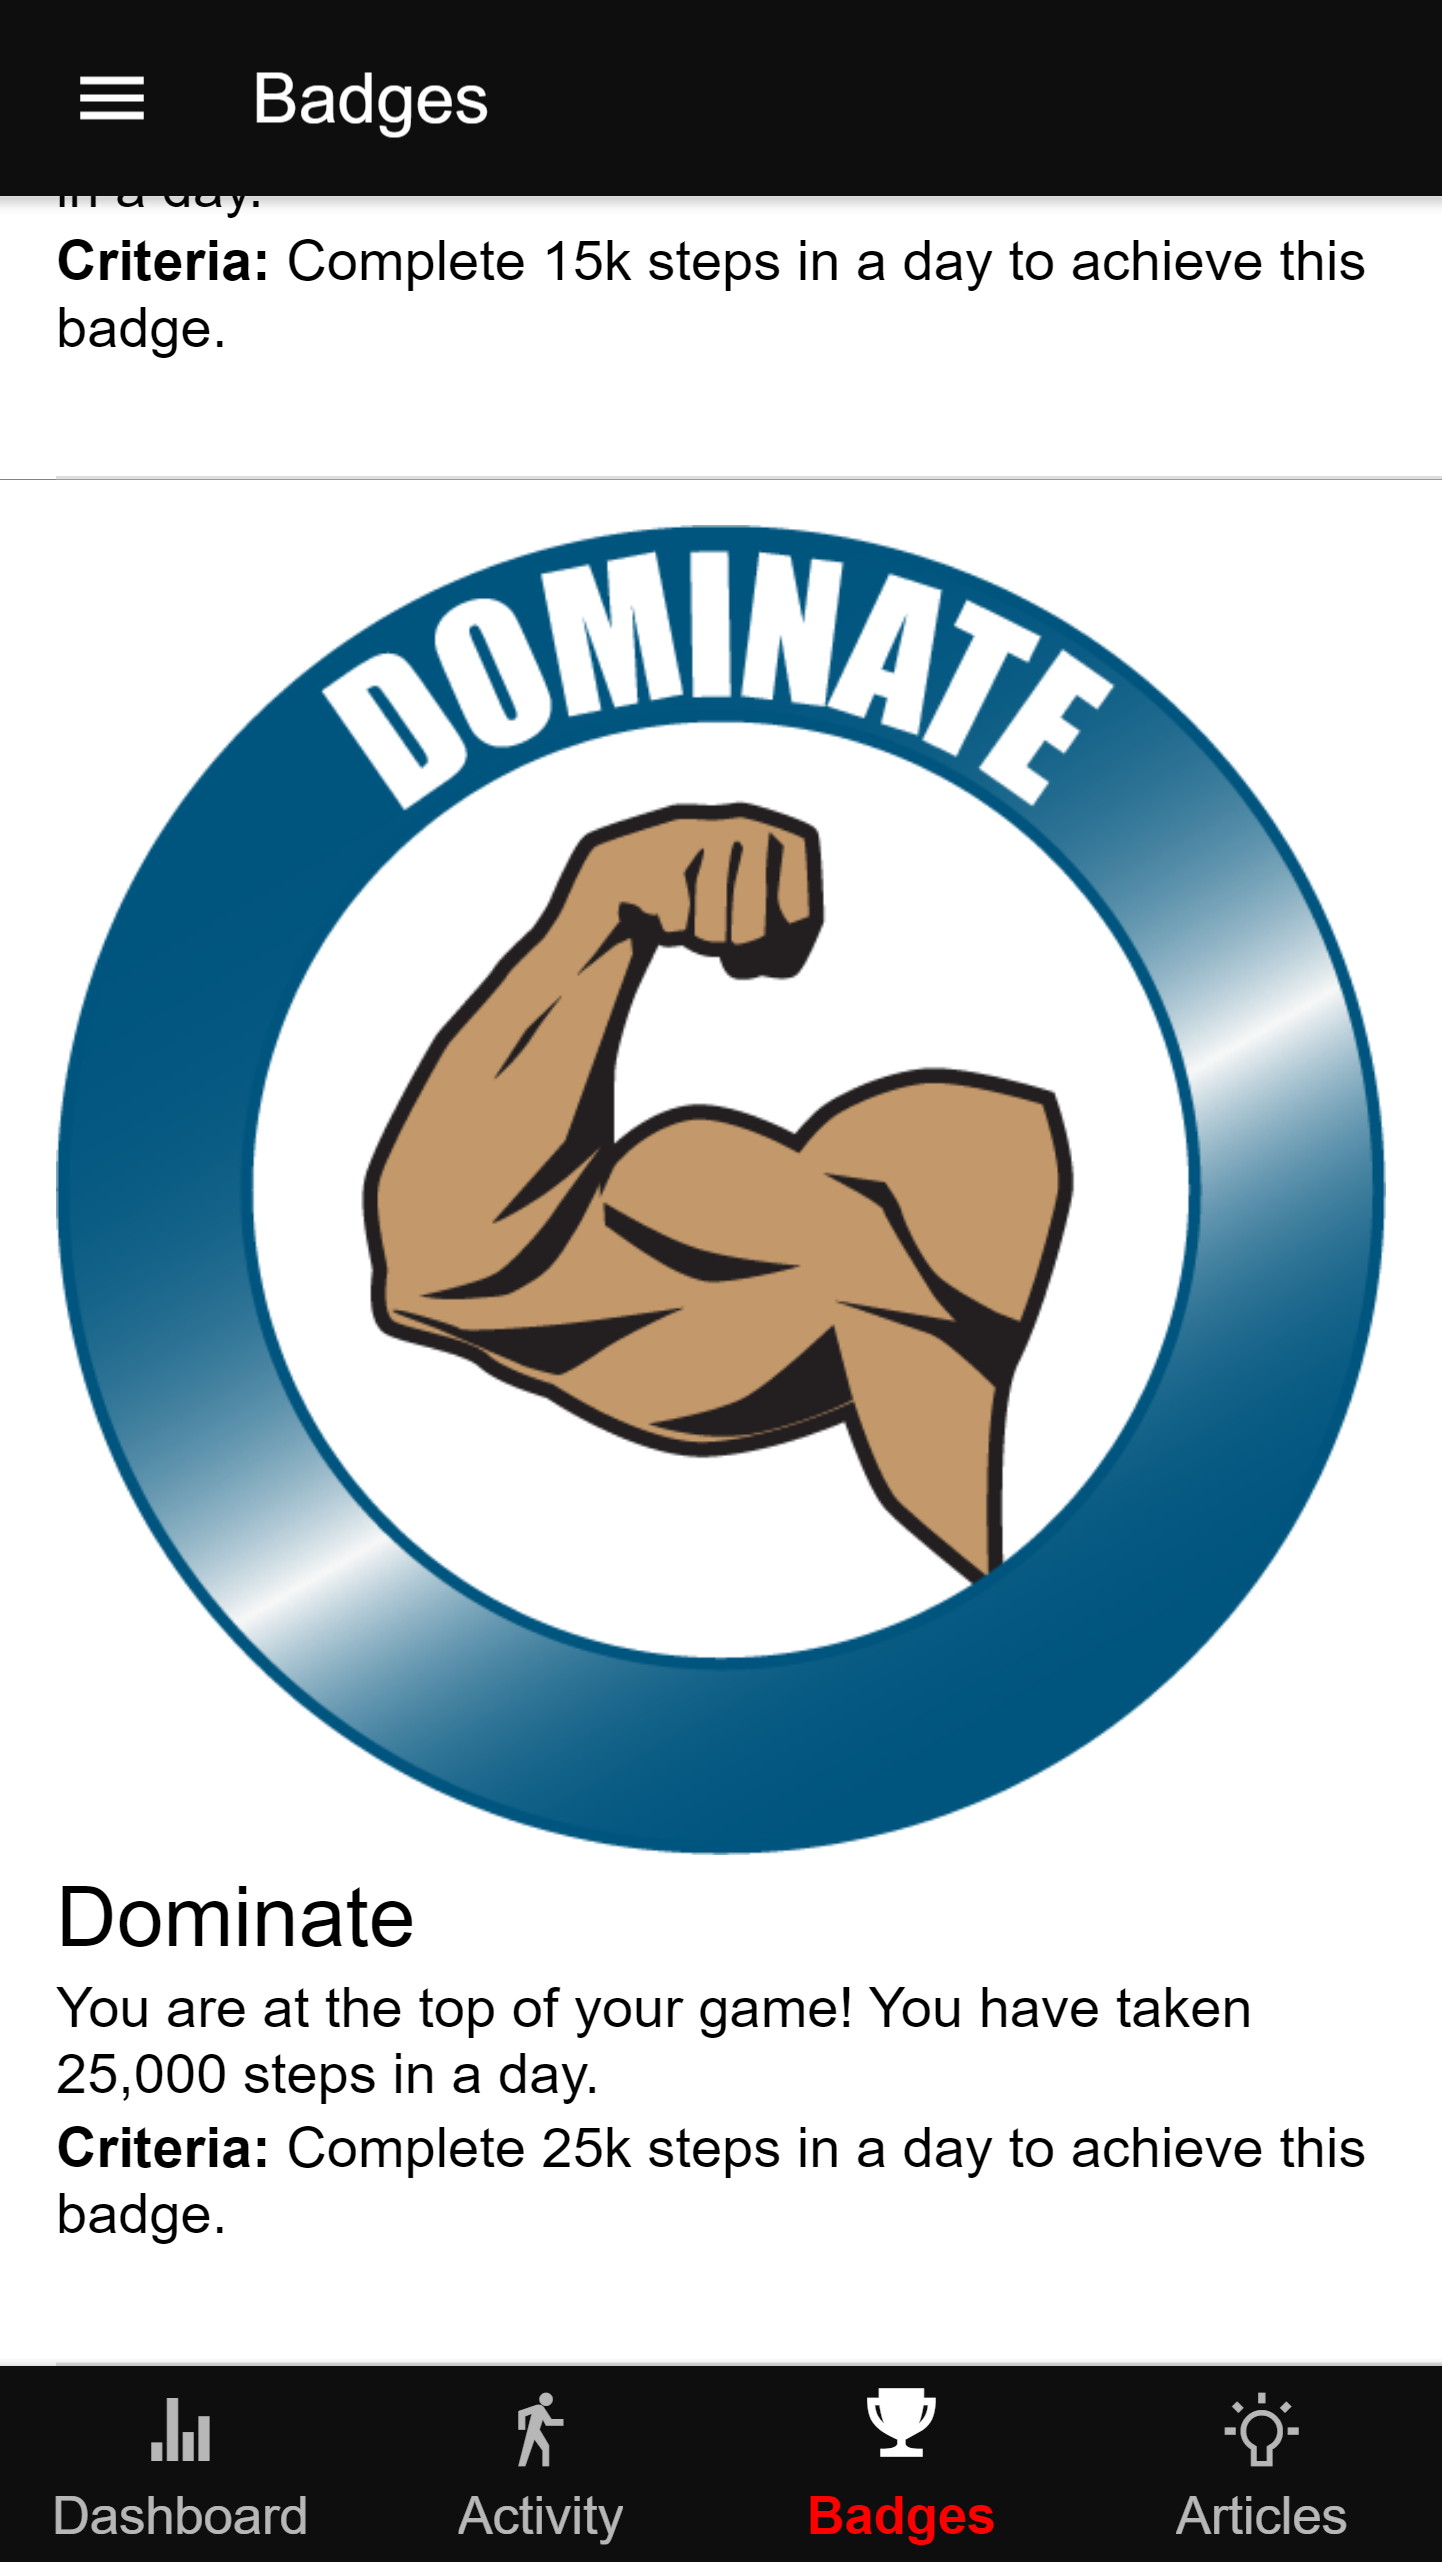 Badges
in a day.
Criteria: Complete 15k steps in a day to achieve this
badge.
DOMINATE
Dominate
You are at the top of your game! You have taken
25,000 steps in a day.
Criteria: Complete 25k steps in a day to achieve this
badge.
Dashboard
Activity
Badges
Articles